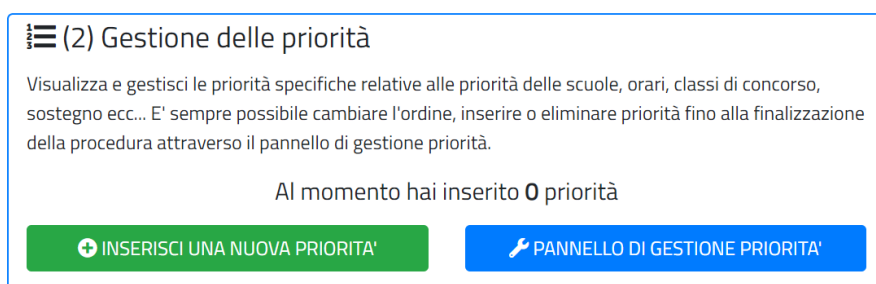 (2) Gestione delle priorità
Visualizza e gestisci le priorità specifiche relative alle priorità delle scuole, orari, classi di concorso,
sostegno ecc... E' sempre possibile cambiare l'ordine, inserire o eliminare priorità fino alla finalizzazione
della procedura attraverso il pannello di gestione priorità.
Al momento hai inserito 0 priorità
INSERISCI UNA NUOVA PRIORITA'
PANNELLO DI GESTIONE PRIORITA'